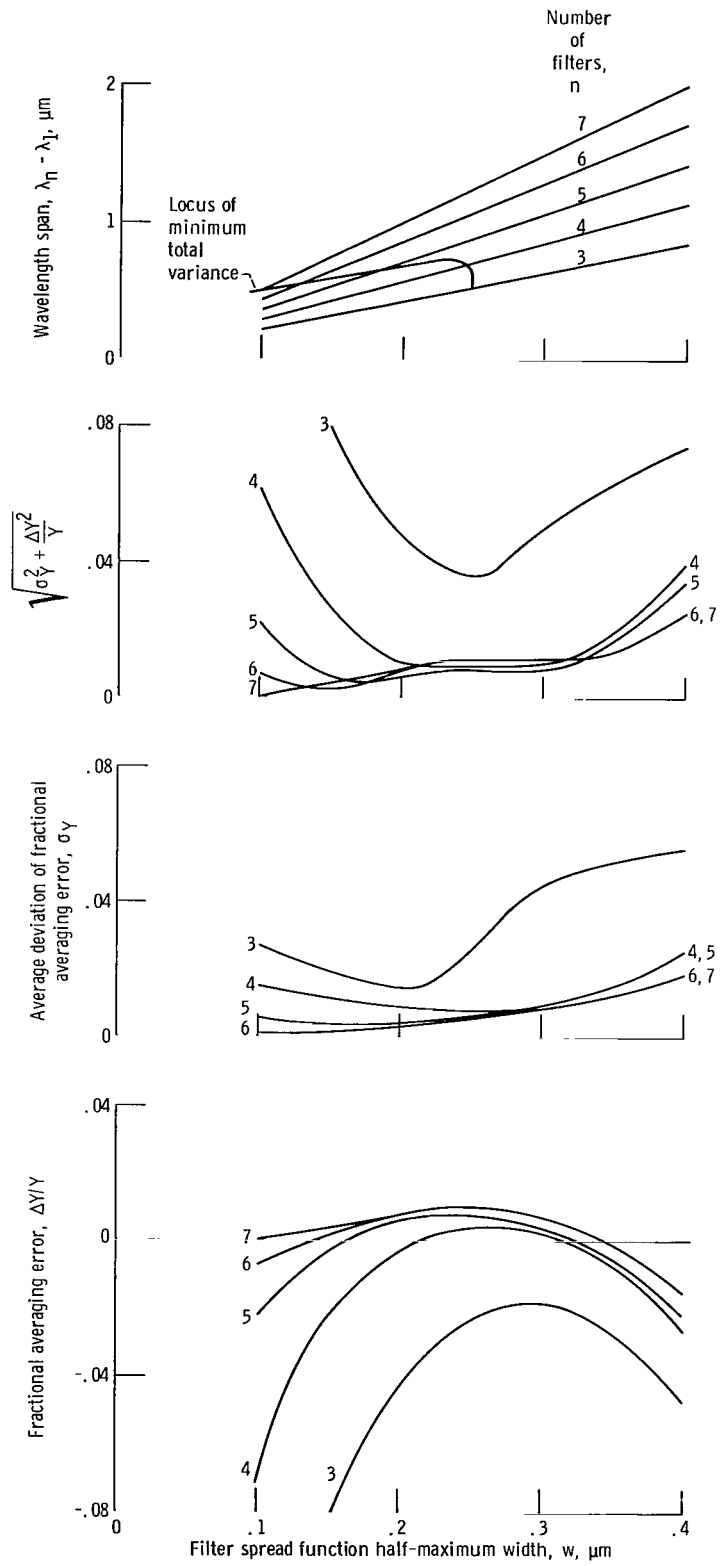 Number
of
filters,
n
2
1
0
Wavelength span, λn - λ1, μm
7
6
5
4
3
Locus of
minimum
total
variance
.08
.04
0
√σγ² + ΔY²/Y
3
4
5
6
7
4
5
6, 7
.08
.04
0
Average deviation of fractional
averaging error, σγ
3
4
5
6
4, 5
6, 7
.04
0
-.04
-.08
Fractional averaging error, ΔY/Y
7
6
5
4
3
0 .1 .2 .3 .4
Filter spread function half-maximum width, w, μm